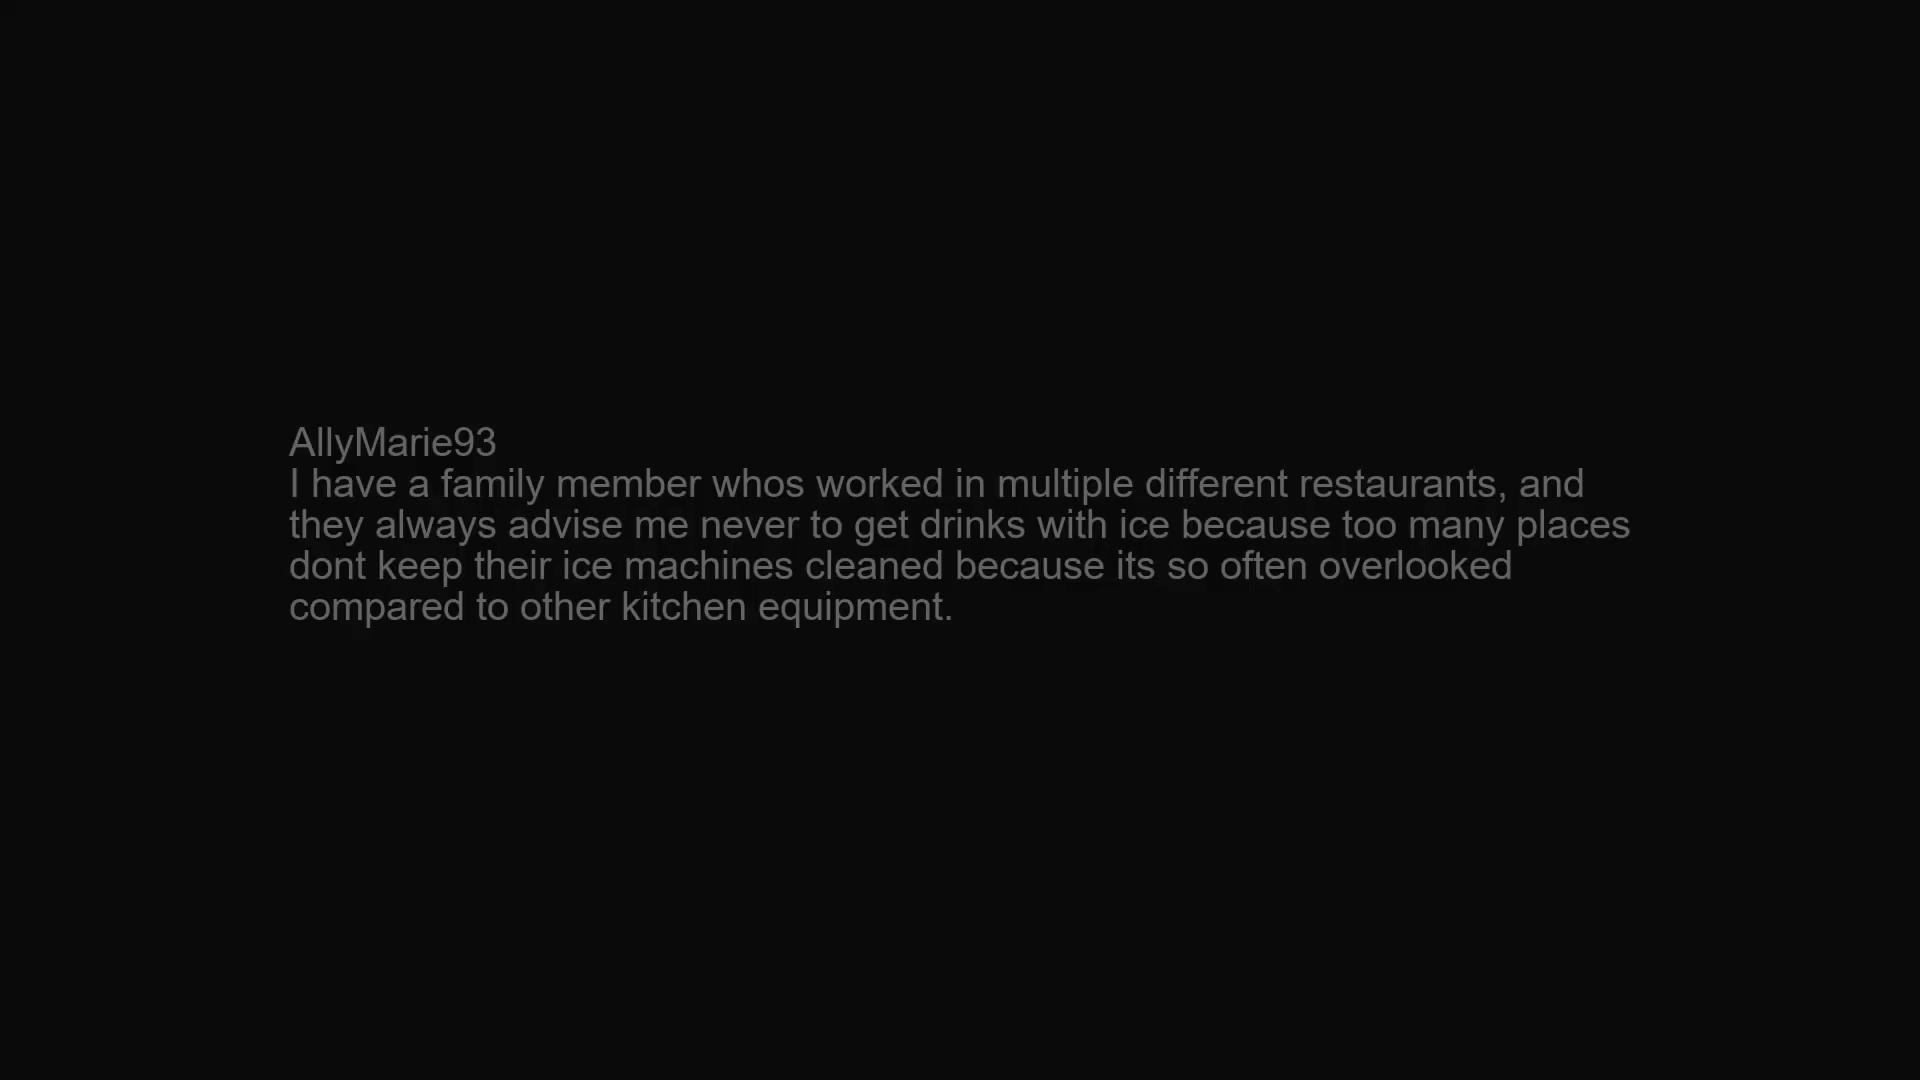 AllyMarie93
I have a family member whos worked in multiple different restaurants, and
they always advise me never to get drinks with ice because too many places
dont keep their ice machines cleaned because its so often overlooked
compared to other kitchen equipment.